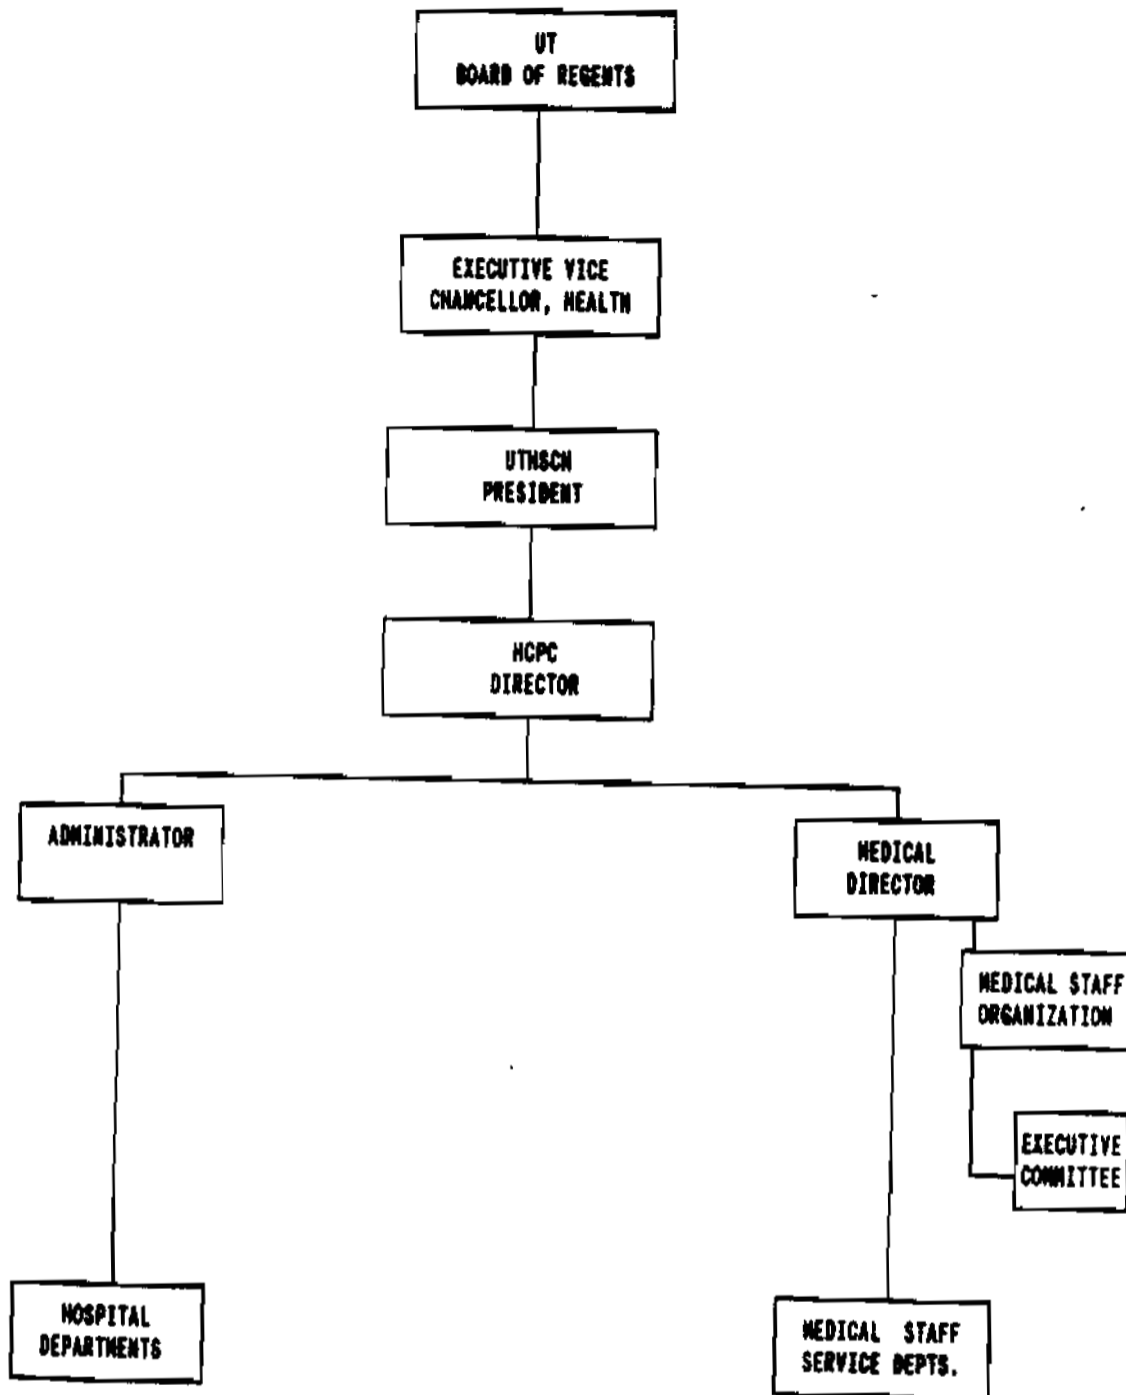 UT
BOARD OF REGENTS
EXECUTIVE VICE
CHANCELLOR, HEALTH
UTHSCH
PRESIDENT
HCPC
DIRECTOR
ADMINISTRATOR
MEDICAL
DIRECTOR
MEDICAL STAFF
ORGANIZATION
EXECUTIVE
COMMITTEE
HOSPITAL
DEPARTMENTS
MEDICAL STAFF
SERVICE DEPTS.